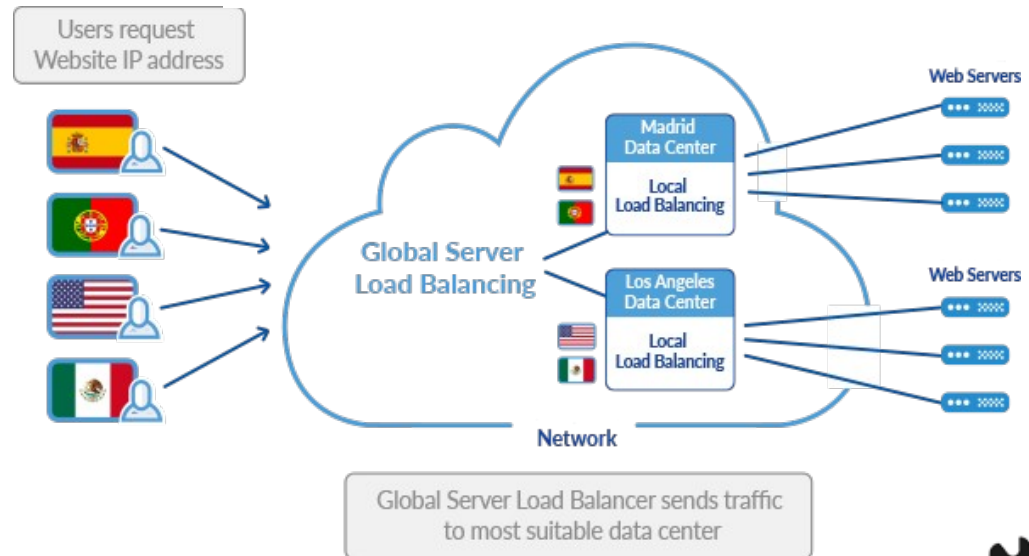 Users request
Website IP address
Web Servers
Madrid
Data Center
Local
Load Balancing
Global Server
Load Balancing
Web Servers
Los Angeles
Data Center
Local
Load Balancing
Network
Global Server Load Balancer sends traffic
to most suitable data center